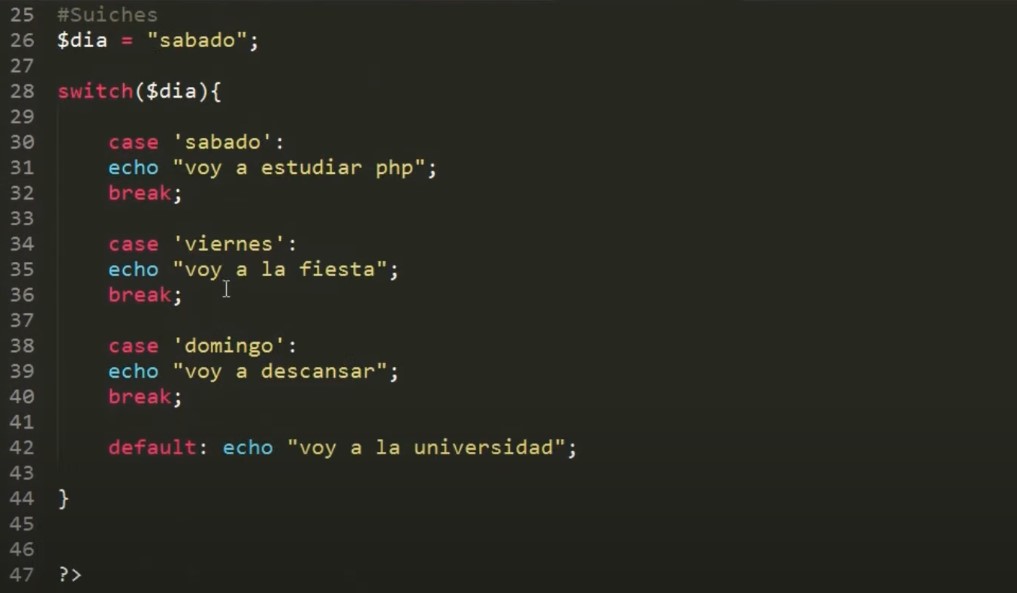 25 #Suiches
26 $dia = "sabado";
27
28 switch($dia){
29
30 case 'sabado':
31 echo "voy a estudiar php";
32 break;
33
34 case 'viernes':
35 echo "voy a la fiesta";
36 break;
37
38 case 'domingo':
39 echo "voy a descansar";
40 break;
41
42 default: echo "voy a la universidad";
43
44 }
45
46
47 ?>